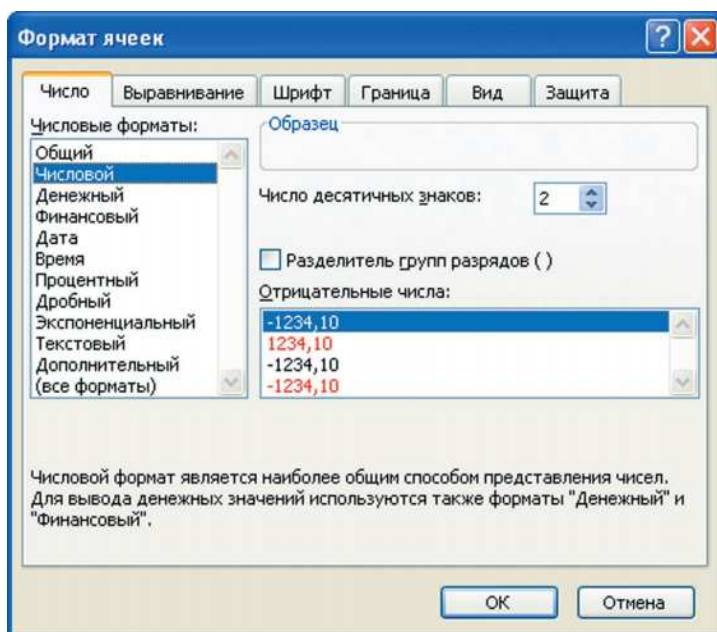 Формат ячеек
Число Выравнивание Шрифт Граница Вид Защита
Числовые форматы:
Общий
Числовой
Денежный
Финансовый
Дата
Время
Процентный
Дробный
Экспоненциальный
Текстовый
Дополнительный
(все форматы)
Образец
Число десятичных знаков: 2
Разделитель групп разрядов ( )
Отрицательные числа:
-1234,10
1234,10
-1234,10
-1234,10
Числовой формат является наиболее общим способом представления чисел.
Для вывода денежных значений используются также форматы "Денежный" и
"Финансовый".
ОК Отмена